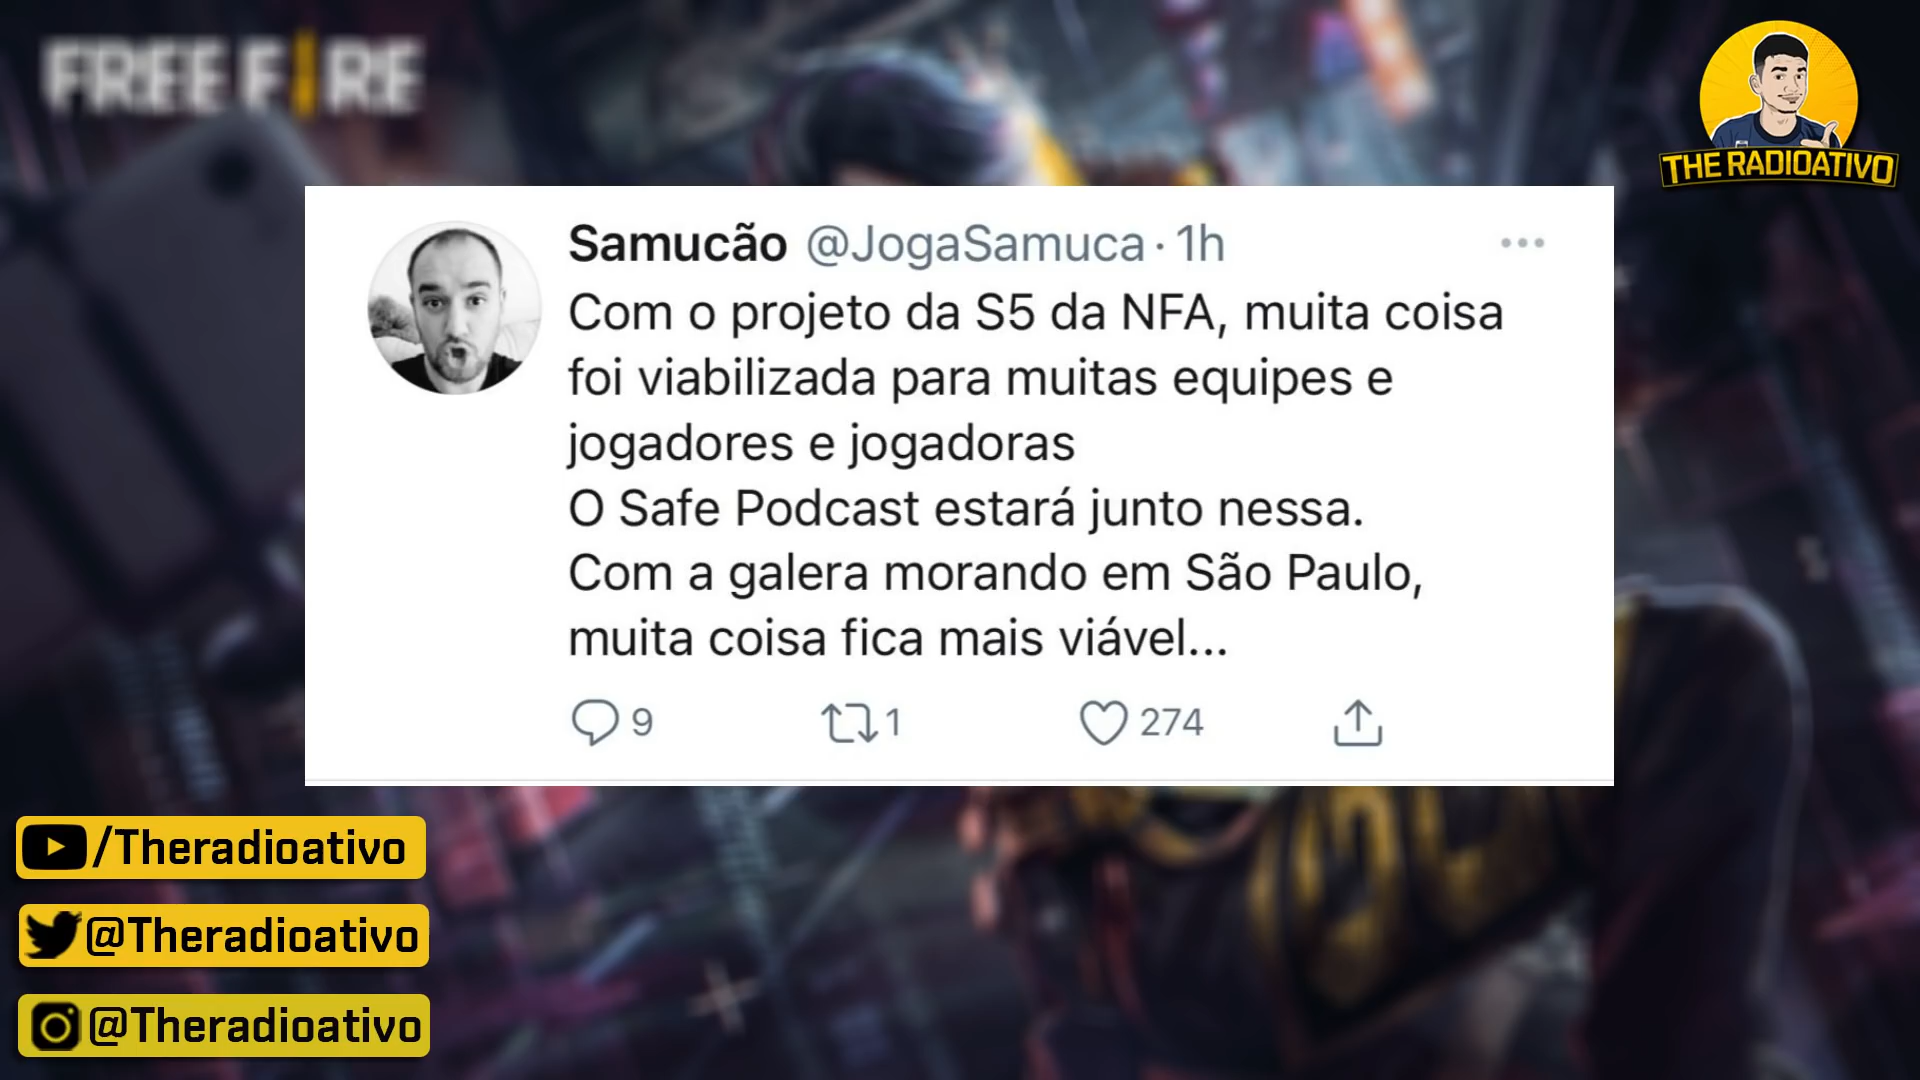 FREE FIRE
THE RADIOATIVO
Samucão @JogaSamuca · 1h
Com o projeto da S5 da NFA, muita coisa
foi viabilizada para muitas equipes e
jogadores e jogadoras
O Safe Podcast estará junto nessa.
Com a galera morando em São Paulo,
muita coisa fica mais viável...
9 1 274
/Theradioativo
@Theradioativo
@Theradioativo